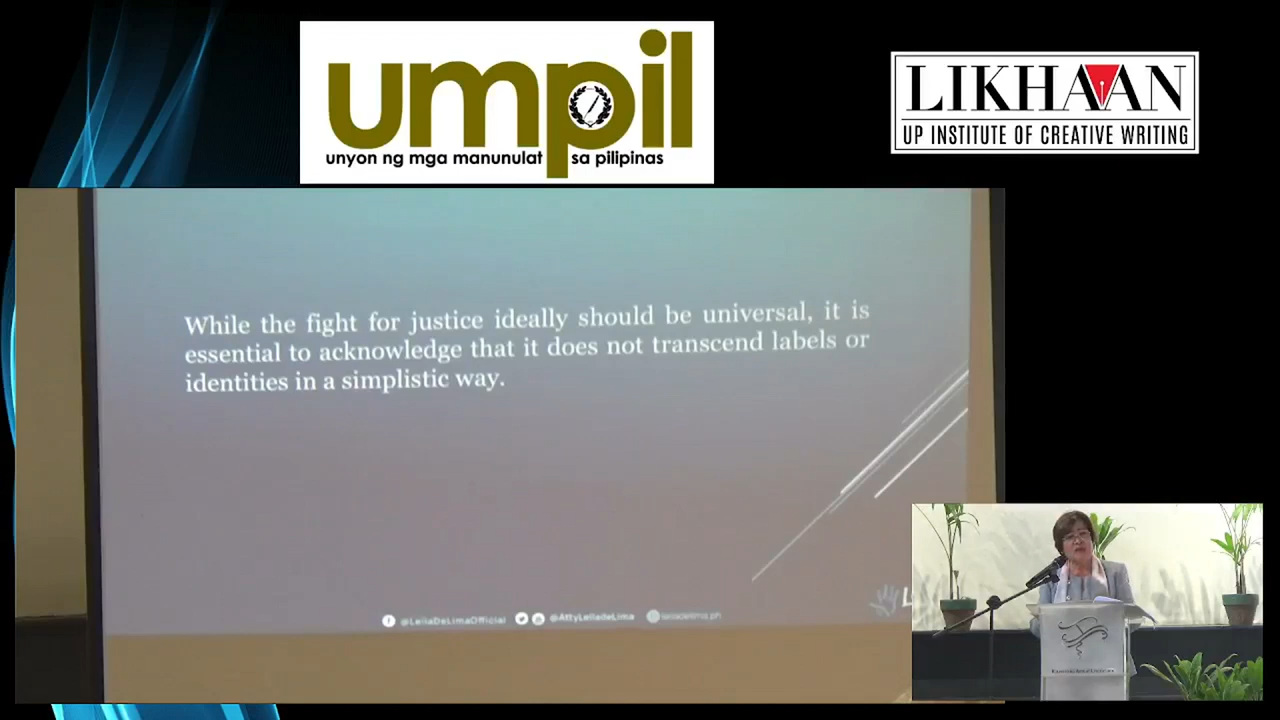 umpil
unyon ng mga manunulat sa pilipinas
LIKHAAN
UP INSTITUTE OF CREATIVE WRITING
While the fight for justice ideally should be universal, it is
essential to acknowledge that it does not transcend labels or
identities in a simplistic way.
@LeilaDeLimaOfficial @AttyLeiladeLima leiladelima.ph